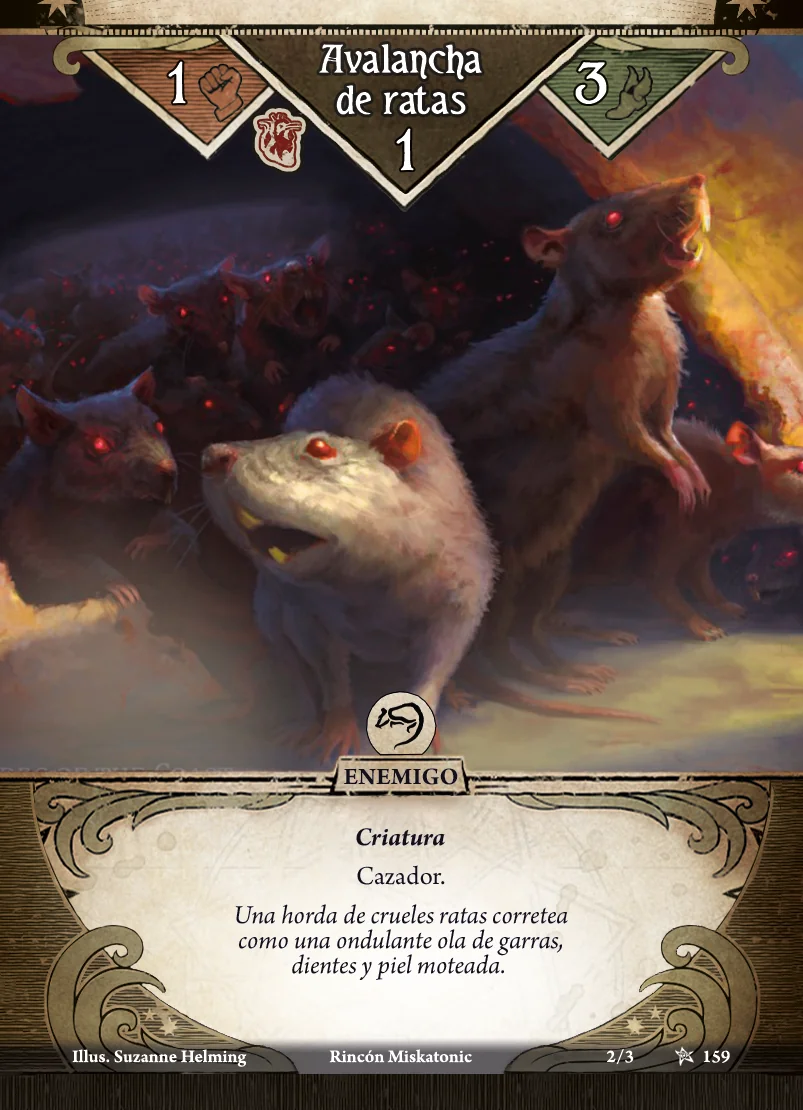 1
Avalancha
de ratas
1
3
ENEMIGO
Criatura
Cazador.
Una horda de crueles ratas corretea
como una ondulante ola de garras,
dientes y piel moteada.
Illus. Suzanne Helming Rincón Miskatonic 2/3 159